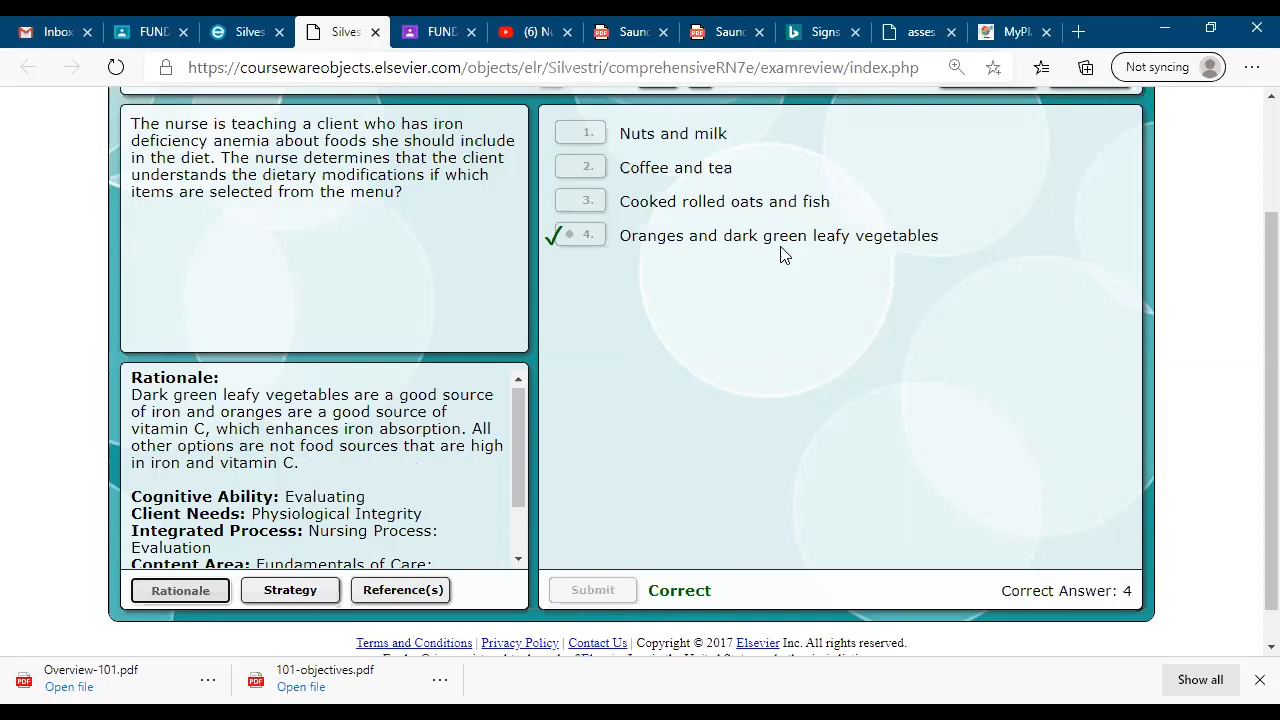 Inbox
FUND
Silves
Silves
FUND
(6) N
Saun
Saun
Signs
asses
MyPl
https://coursewareobjects.elsevier.com/objects/elr/Silvestri/comprehensiveRN7e/examreview/index.php
Not syncing
The nurse is teaching a client who has iron
deficiency anemia about foods she should include
in the diet. The nurse determines that the client
understands the dietary modifications if which
items are selected from the menu?
1. Nuts and milk
2. Coffee and tea
3. Cooked rolled oats and fish
4. Oranges and dark green leafy vegetables
Rationale:
Dark green leafy vegetables are a good source
of iron and oranges are a good source of
vitamin C, which enhances iron absorption. All
other options are not food sources that are high
in iron and vitamin C.
Cognitive Ability: Evaluating
Client Needs: Physiological Integrity
Integrated Process: Nursing Process:
Evaluation
Content Area: Fundamentals of Care:
Rationale
Strategy
Reference(s)
Submit
Correct
Correct Answer: 4
Terms and Conditions | Privacy Policy | Contact Us | Copyright © 2017 Elsevier Inc. All rights reserved.
Overview-101.pdf
Open file
101-objectives.pdf
Open file
Show all